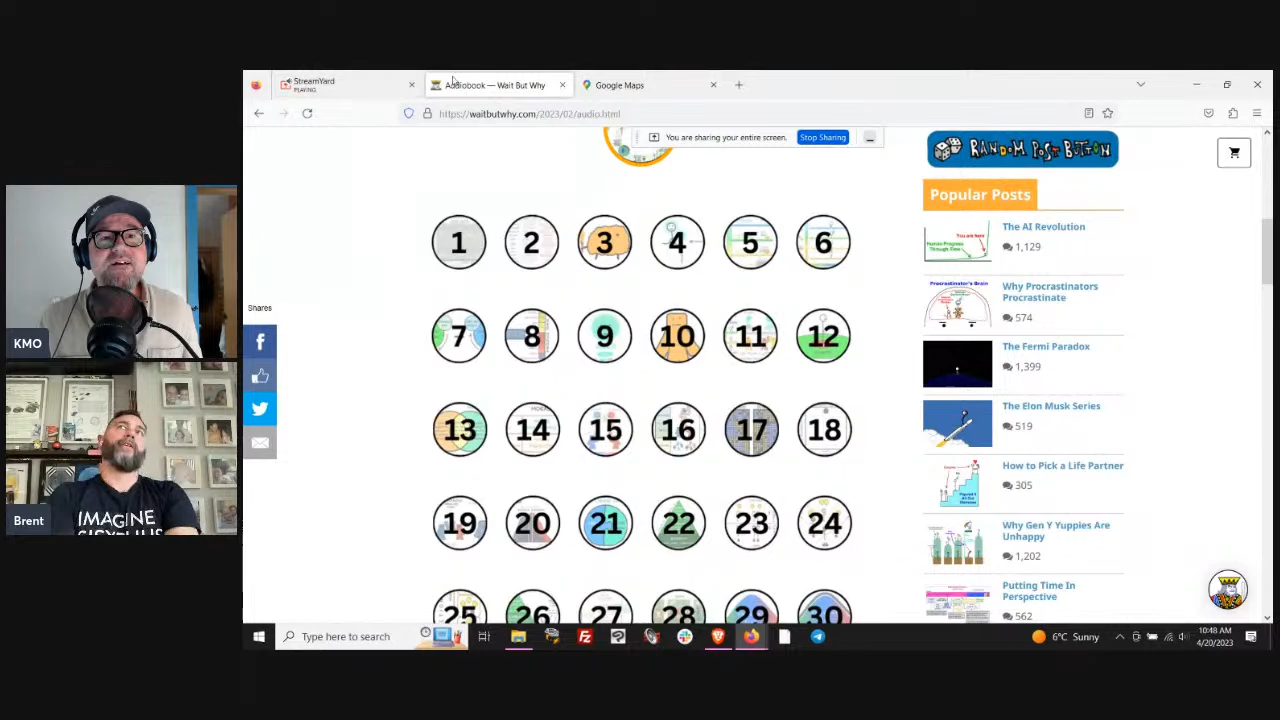 StreamYard
PLAYING
Audiobook — Wait But Why
Google Maps
https://waitbutwhy.com/2023/02/audio.html
You are sharing your entire screen.
Stop Sharing
RANDOM POST BUTTON
Popular Posts
1 2 3 4 5 6
The AI Revolution
1,129
Why Procrastinators
Procrastinate
574
Shares
7 8 9 10 11 12
The Fermi Paradox
1,399
KMO
13 14 15 16 17 18
The Elon Musk Series
519
How to Pick a Life Partner
305
Brent
IMAGINE
19 20 21 22 23 24
Why Gen Y Yuppies Are
Unhappy
1,202
Putting Time In
Perspective
562
25 26 27 28 29 30
Type here to search
6°C Sunny
10:48 AM
4/20/2023